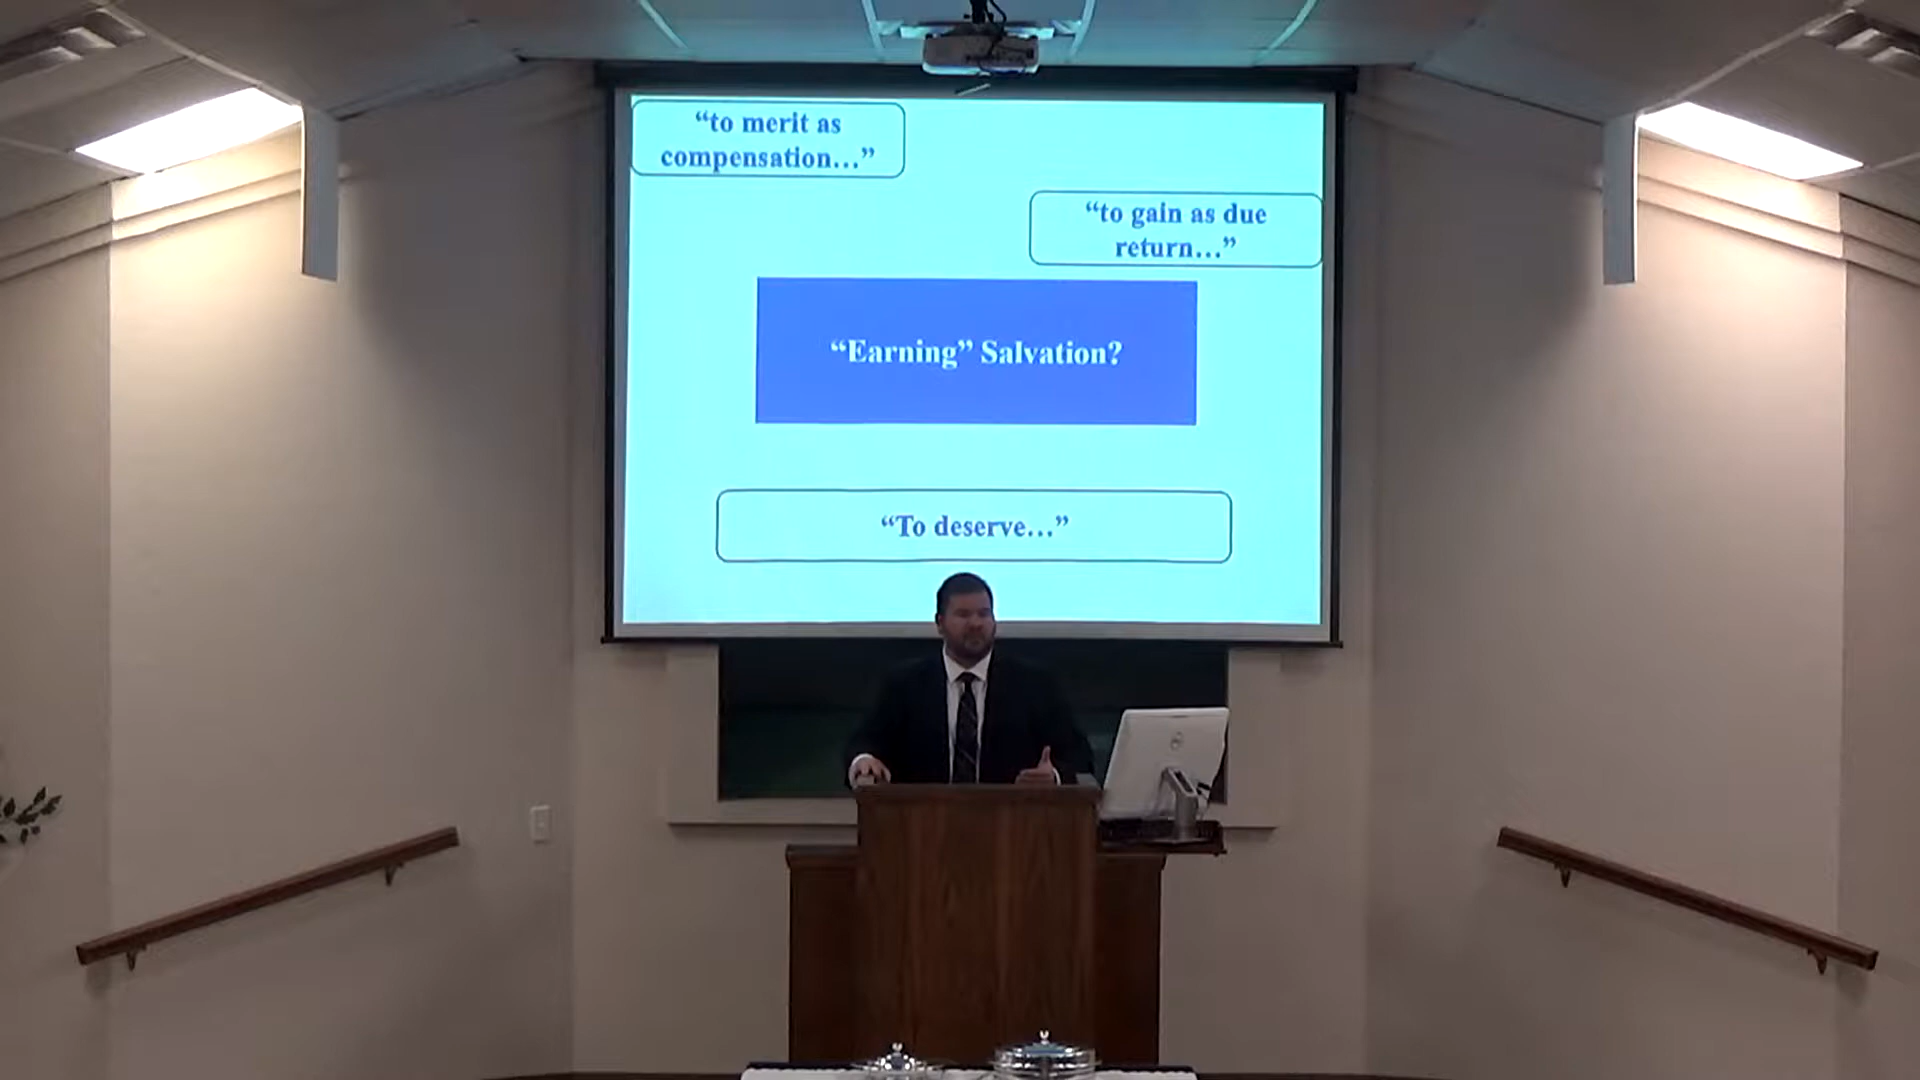 “to merit as
compensation...”
“to gain as due
return...”
“Earning” Salvation?
“To deserve...”